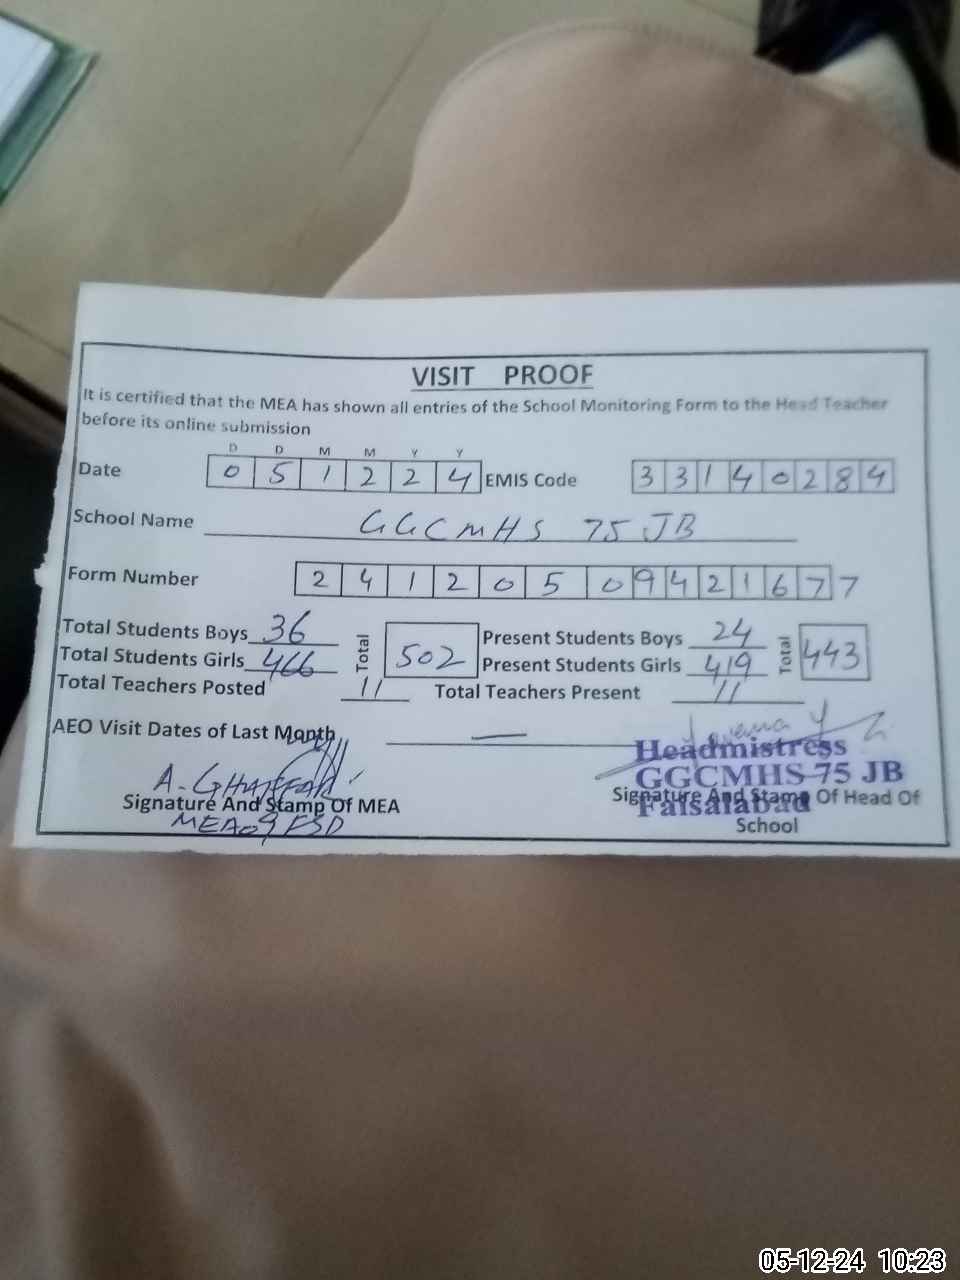 VISIT PROOF
It is certified that the MEA has shown all entries of the School Monitoring Form to the Head Teacher
before its online submission
D D M M Y Y
Date 0 5 1 2 2 4 EMIS Code 3 3 1 4 0 2 8 4
School Name GGCMHS 75 JB
Form Number 2 4 1 2 0 5 0 9 4 2 1 6 7 7
Total Students Boys 36 Total 502 Present Students Boys 24 Total 443
Total Students Girls 466 Present Students Girls 419
Total Teachers Posted 11 Total Teachers Present 11
AEO Visit Dates of Last Month —
Headmistress
GGCMHS 75 JB
Faisalabad
A. GHAFFAR
Signature And Stamp Of MEA
MEA09 FSD
Signature And Stamp Of Head Of
School
05-12-24 10:23